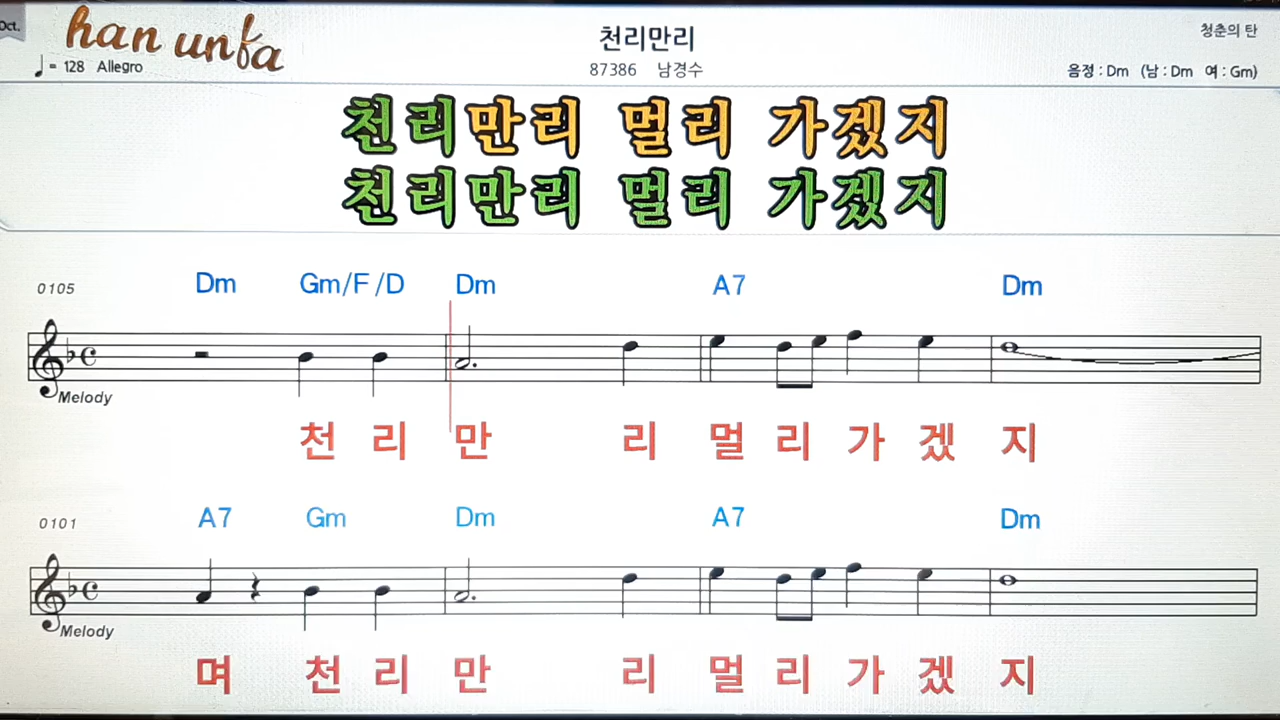 Oct.
han unfa
천리만리
청춘의 탄
♩= 128 Allegro
87386 남경수
음정 : Dm (남 : Dm 여 : Gm)
천리만리 멀리 가겠지
천리만리 멀리 가겠지
0105 Dm Gm/F/D Dm A7 Dm
Melody
천 리 만 리 멀 리 가 겠 지
0101 A7 Gm Dm A7 Dm
Melody
며 천 리 만 리 멀 리 가 겠 지